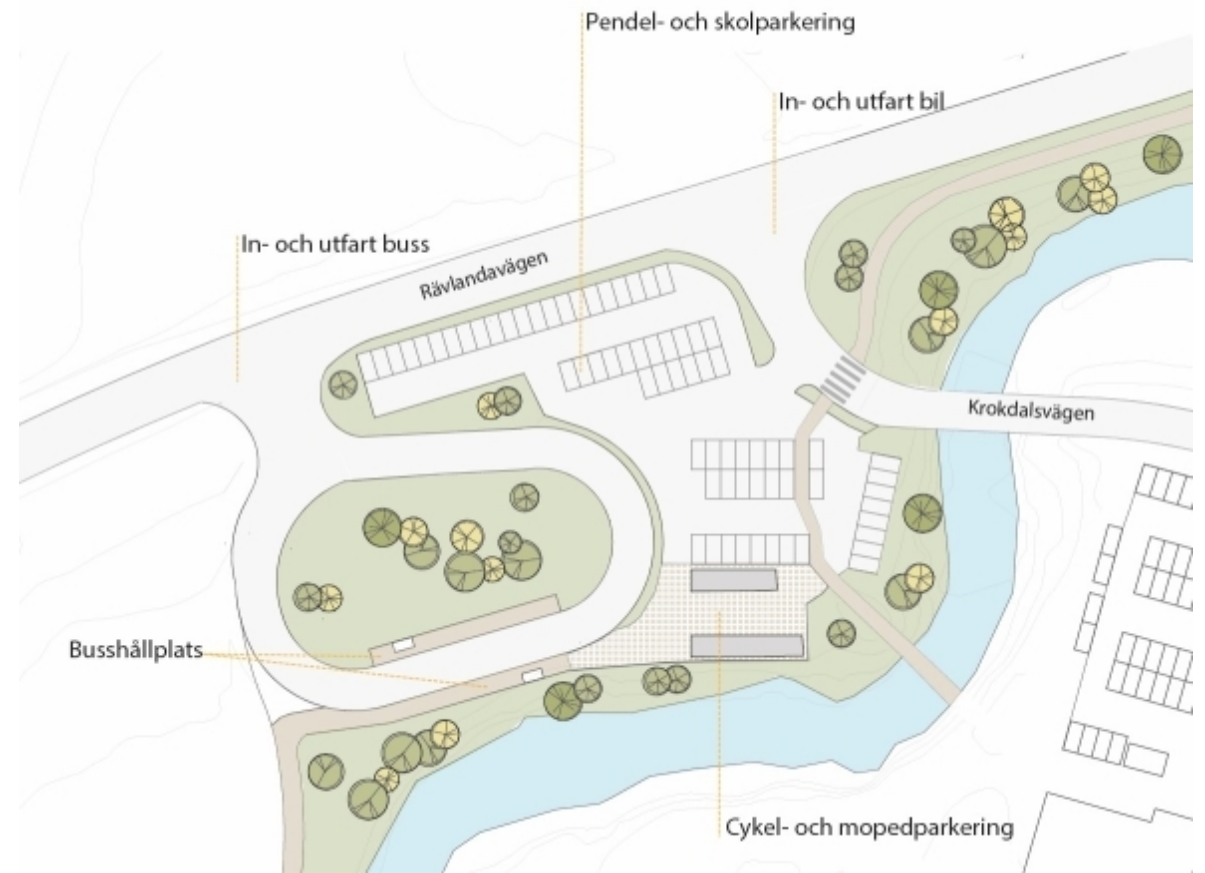 Pendel- och skolparkering
In- och utfart bil
In- och utfart buss
Rävlandavägen
Krokdalsvägen
Busshållplats
Cykel- och mopedparkering